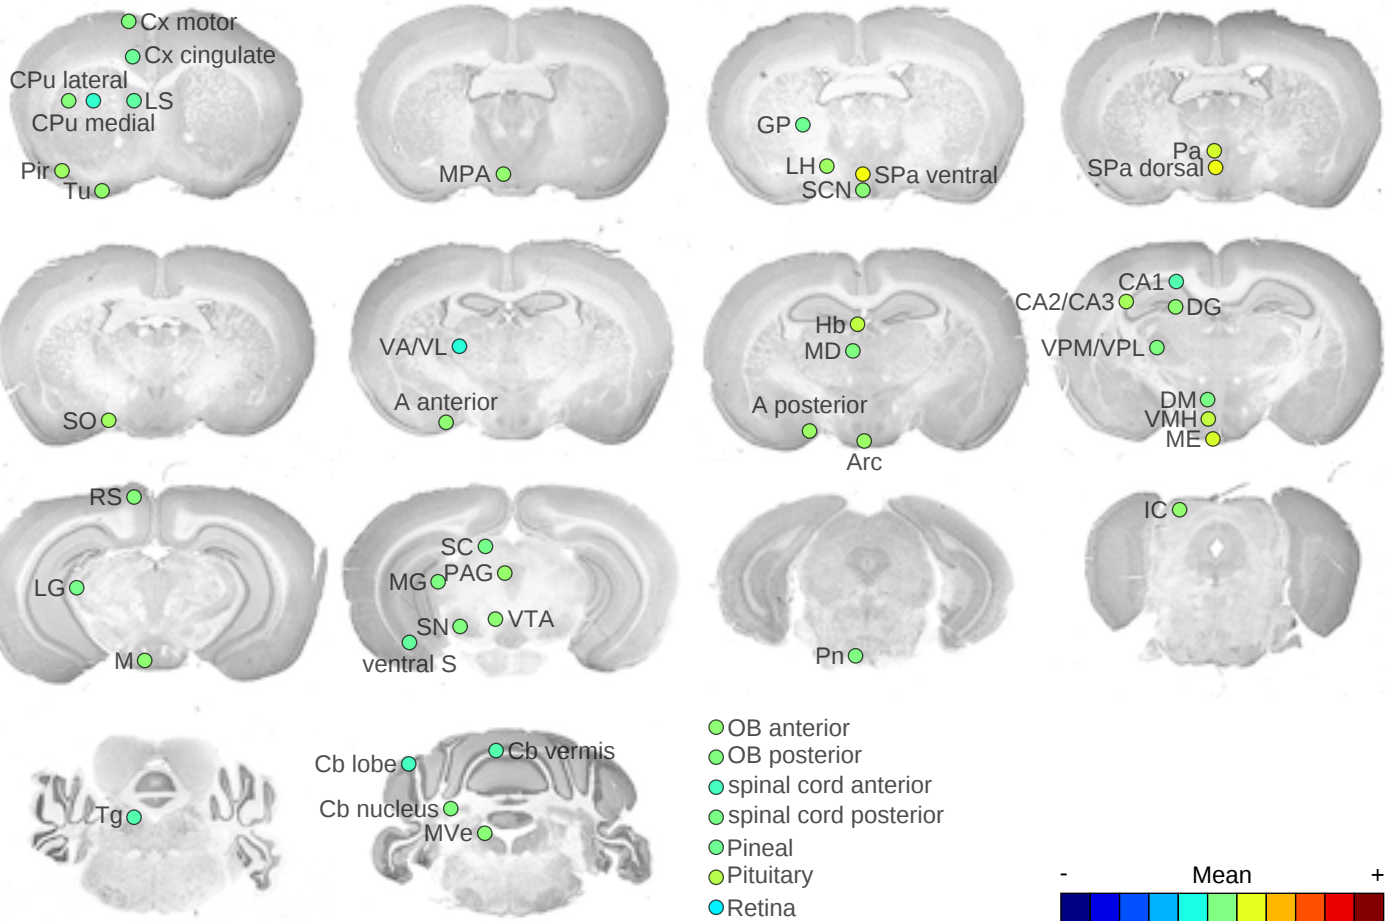 Cx motor
Cx cingulate
CPu lateral
LS
CPu medial
Pir
Tu
MPA
GP
LH
SPa ventral
SCN
Pa
SPa dorsal
SO
VA/VL
A anterior
Hb
MD
A posterior
Arc
CA1
CA2/CA3
DG
VPM/VPL
DM
VMH
ME
RS
LG
M
SC
MG
PAG
SN
VTA
ventral S
Pn
IC
Tg
Cb lobe
Cb vermis
Cb nucleus
MVe
OB anterior
OB posterior
spinal cord anterior
spinal cord posterior
Pineal
Pituitary
Retina
- Mean +